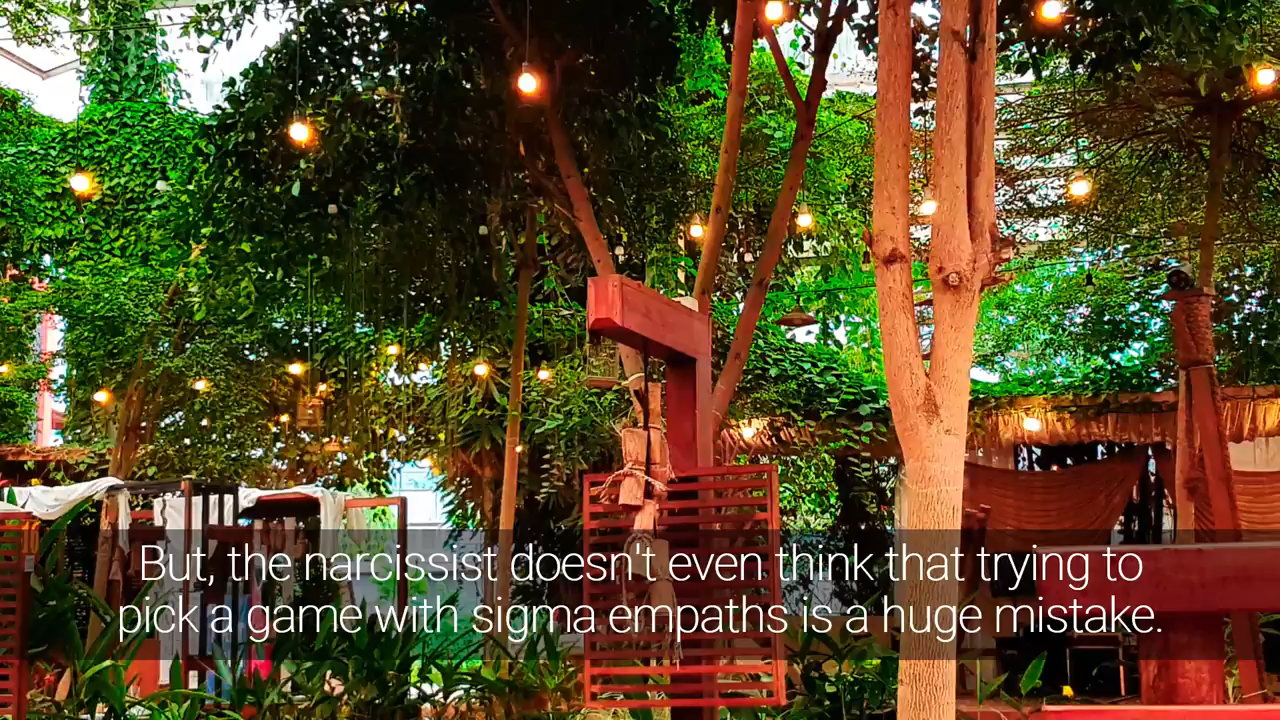 But, the narcissist doesn't even think that trying to
pick a game with sigma empaths is a huge mistake.